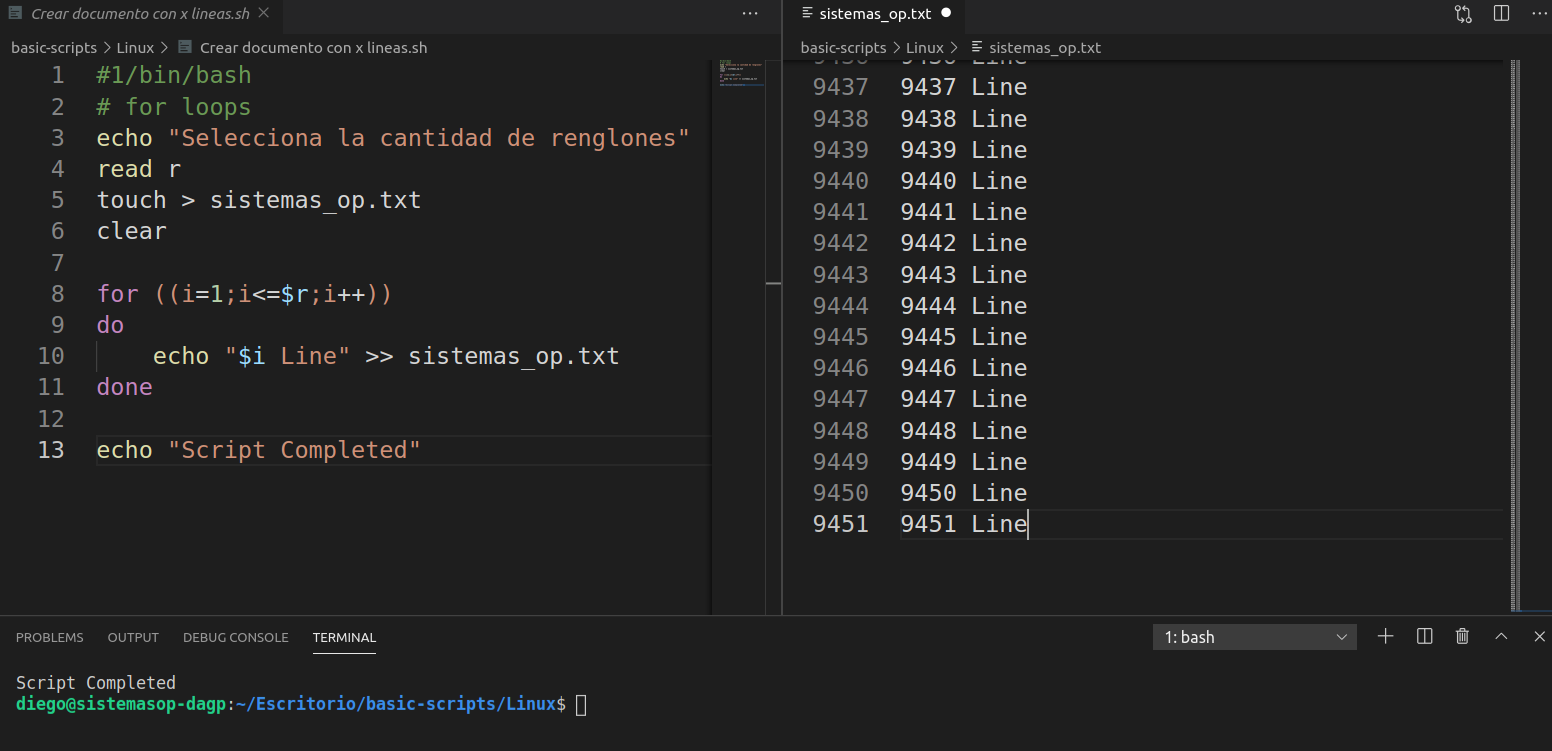 Crear documento con x lineas.sh
basic-scripts > Linux > Crear documento con x lineas.sh
1 #1/bin/bash
2 # for loops
3 echo "Selecciona la cantidad de renglones"
4 read r
5 touch > sistemas_op.txt
6 clear
7
8 for ((i=1;i<=$r;i++))
9 do
10 echo "$i Line" >> sistemas_op.txt
11 done
12
13 echo "Script Completed"
sistemas_op.txt
basic-scripts > Linux > sistemas_op.txt
9436 9436 Line
9437 9437 Line
9438 9438 Line
9439 9439 Line
9440 9440 Line
9441 9441 Line
9442 9442 Line
9443 9443 Line
9444 9444 Line
9445 9445 Line
9446 9446 Line
9447 9447 Line
9448 9448 Line
9449 9449 Line
9450 9450 Line
9451 9451 Line
PROBLEMS OUTPUT DEBUG CONSOLE TERMINAL 1: bash
Script Completed
diego@sistemasop-dagp:~/Escritorio/basic-scripts/Linux$